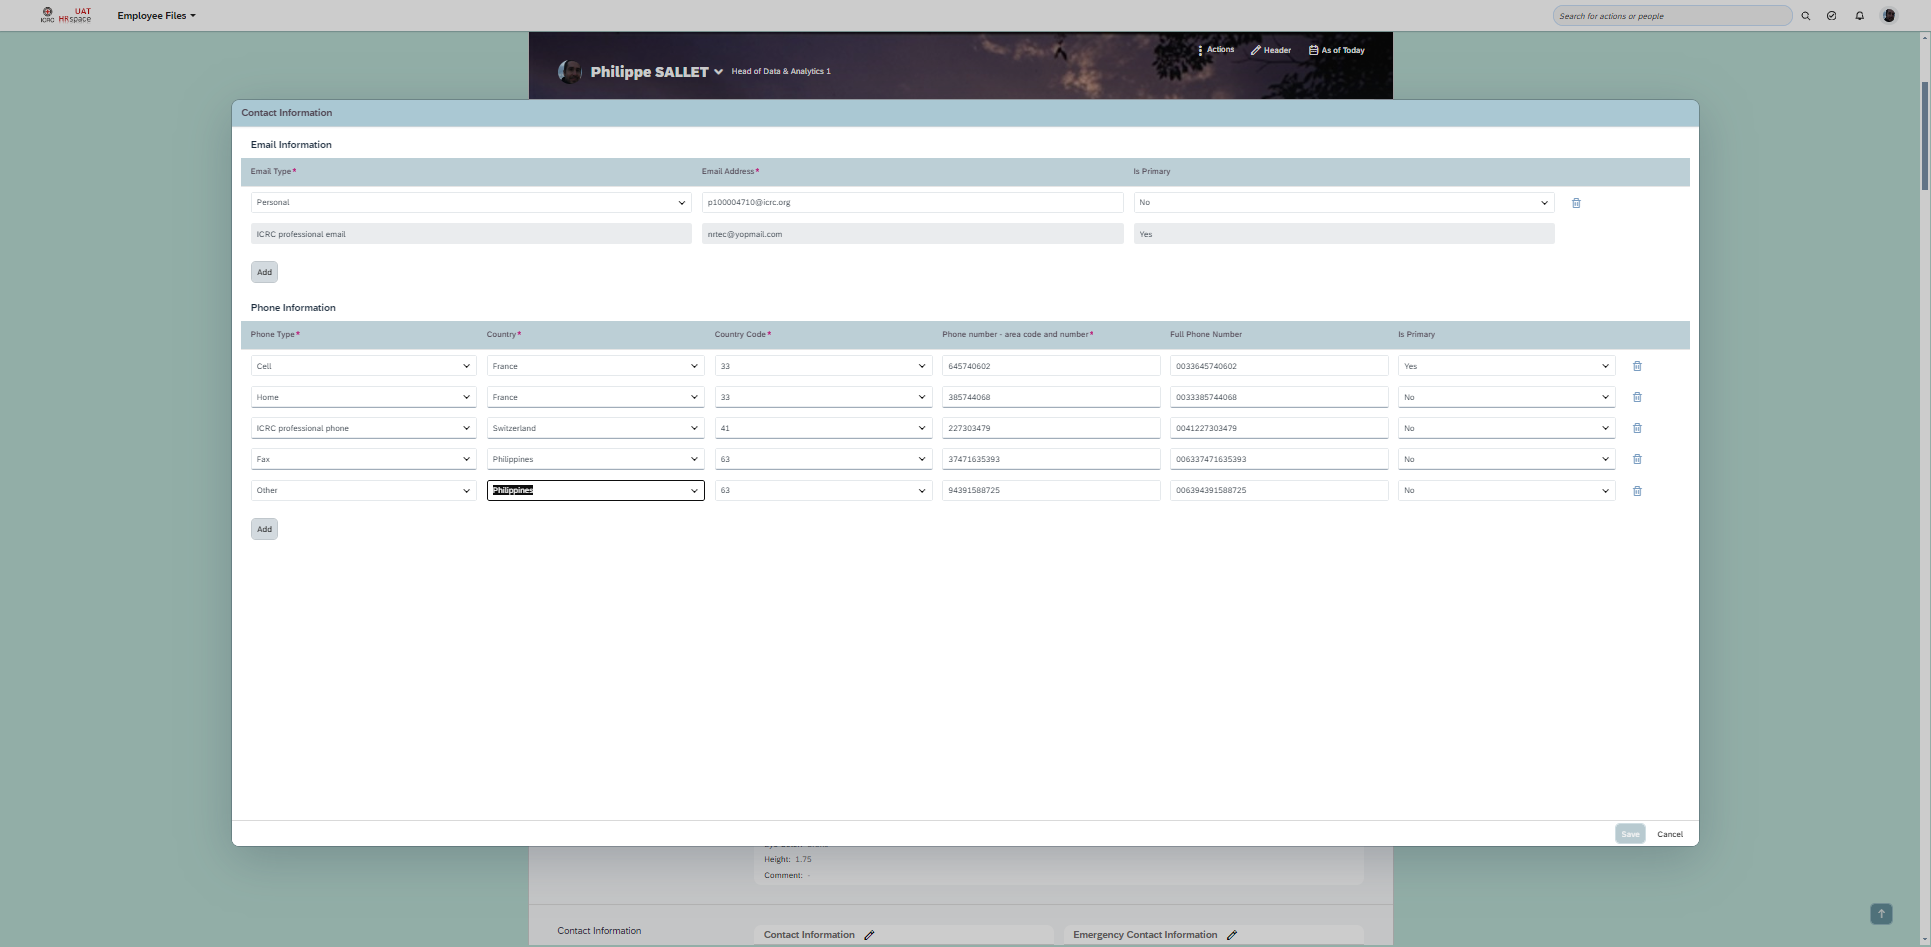 ICRC UAT HRspace Employee Files Search for actions or people
Actions Header As of Today
Philippe SALLET Head of Data & Analytics 1
Contact Information
Email Information
Email Type* Email Address* Is Primary
Personal p100004710@icrc.org No
ICRC professional email nrtec@yopmail.com Yes
Add
Phone Information
Phone Type* Country* Country Code* Phone number - area code and number* Full Phone Number Is Primary
Cell France 33 645740602 0033645740602 Yes
Home France 33 385744068 0033385744068 No
ICRC professional phone Switzerland 41 227303479 0041227303479 No
Fax Philippines 63 37471635393 006337471635393 No
Other Philippines 63 94391588725 006394391588725 No
Add
Save Cancel
Height: 1.75
Comment: -
Contact Information Contact Information Emergency Contact Information